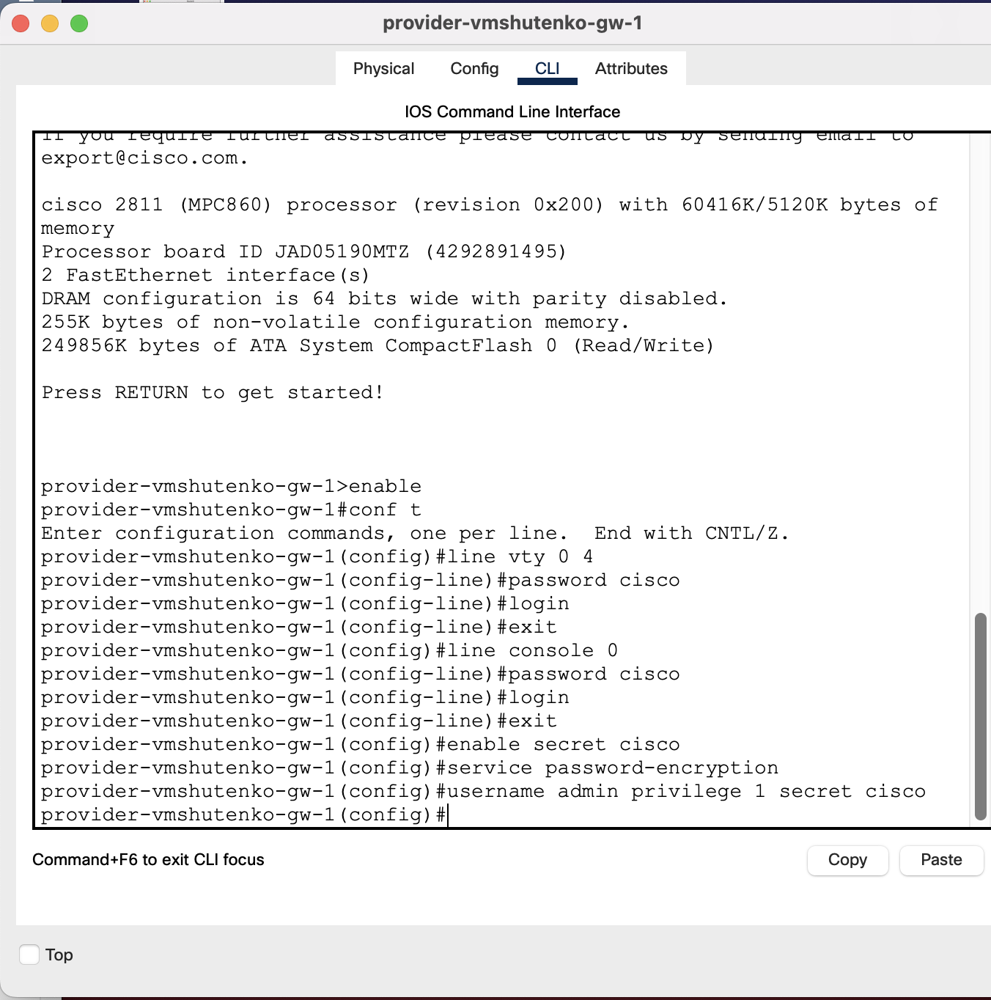 provider-vmshutenko-gw-1
Physical Config CLI Attributes
IOS Command Line Interface
If you require further assistance please contact us by sending email to
export@cisco.com.
cisco 2811 (MPC860) processor (revision 0x200) with 60416K/5120K bytes of
memory
Processor board ID JAD05190MTZ (4292891495)
2 FastEthernet interface(s)
DRAM configuration is 64 bits wide with parity disabled.
255K bytes of non-volatile configuration memory.
249856K bytes of ATA System CompactFlash 0 (Read/Write)
Press RETURN to get started!
provider-vmshutenko-gw-1>enable
provider-vmshutenko-gw-1#conf t
Enter configuration commands, one per line.  End with CNTL/Z.
provider-vmshutenko-gw-1(config)#line vty 0 4
provider-vmshutenko-gw-1(config-line)#password cisco
provider-vmshutenko-gw-1(config-line)#login
provider-vmshutenko-gw-1(config-line)#exit
provider-vmshutenko-gw-1(config)#line console 0
provider-vmshutenko-gw-1(config-line)#password cisco
provider-vmshutenko-gw-1(config-line)#login
provider-vmshutenko-gw-1(config-line)#exit
provider-vmshutenko-gw-1(config)#enable secret cisco
provider-vmshutenko-gw-1(config)#service password-encryption
provider-vmshutenko-gw-1(config)#username admin privilege 1 secret cisco
provider-vmshutenko-gw-1(config)#
Command+F6 to exit CLI focus
Copy Paste
Top